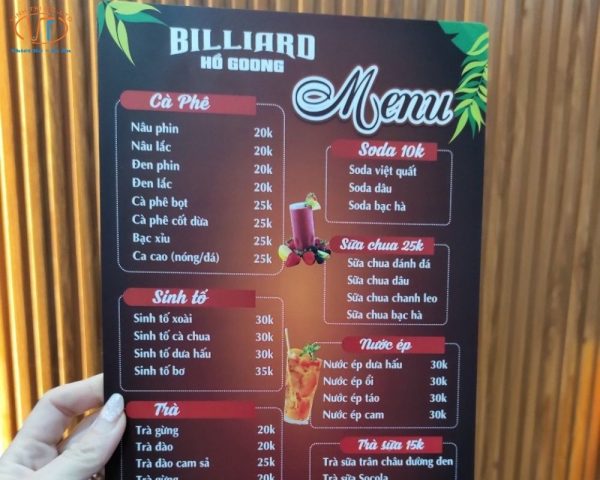 BILLIARD
HỒ GOONG
Menu
Cà Phê
Nâu phin 20k
Nâu lắc 20k
Đen phin 20k
Đen lắc 20k
Cà phê bọt 25k
Cà phê cốt dừa 25k
Bạc xỉu 25k
Ca cao (nóng/đá) 25k
Sinh tố
Sinh tố xoài 30k
Sinh tố cà chua 30k
Sinh tố dưa hấu 30k
Sinh tố bơ 35k
Trà
Trà gừng 20k
Trà đào 20k
Trà đào cam sả 25k
Trà gừng 20k
Soda 10k
Soda việt quất
Soda dâu
Soda bạc hà
Sữa chua 25k
Sữa chua đánh đá
Sữa chua dâu
Sữa chua chanh leo
Sữa chua bạc hà
Nước ép
Nước ép dưa hấu 30k
Nước ép ổi 30k
Nước ép táo 30k
Nước ép cam 30k
Trà sữa 15k
Trà sữa trân châu đường đen
Trà sữa Socola